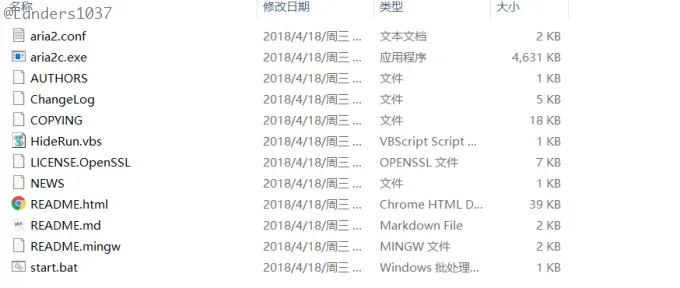 @Landers1037
名称 修改日期 类型 大小
aria2.conf 2018/4/18/周三 ... 文本文档 2 KB
aria2c.exe 2018/4/18/周三 ... 应用程序 4,631 KB
AUTHORS 2018/4/18/周三 ... 文件 1 KB
ChangeLog 2018/4/18/周三 ... 文件 5 KB
COPYING 2018/4/18/周三 ... 文件 18 KB
HideRun.vbs 2018/4/18/周三 ... VBScript Script ... 1 KB
LICENSE.OpenSSL 2018/4/18/周三 ... OPENSSL 文件 7 KB
NEWS 2018/4/18/周三 ... 文件 1 KB
README.html 2018/4/18/周三 ... Chrome HTML D... 39 KB
README.md 2018/4/18/周三 ... Markdown File 2 KB
README.mingw 2018/4/18/周三 ... MINGW 文件 2 KB
start.bat 2018/4/18/周三 ... Windows 批处理... 1 KB